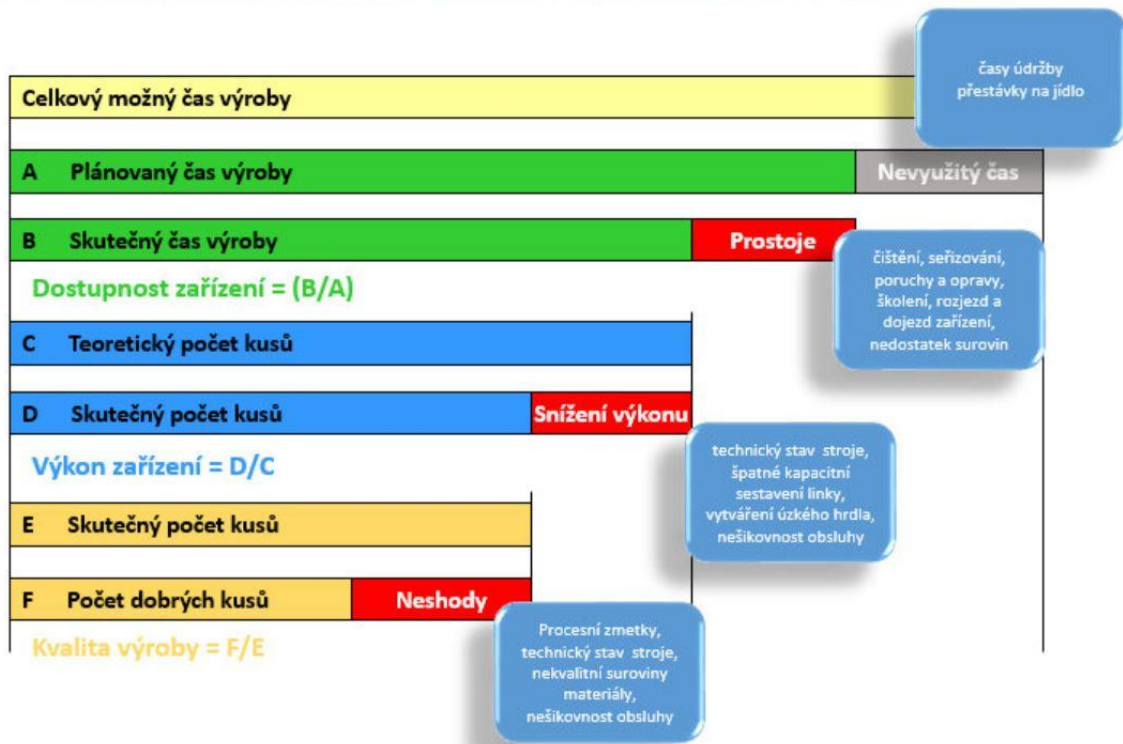 časy údržby
přestávky na jídlo
Celkový možný čas výroby
A Plánovaný čas výroby
Nevyužitý čas
B Skutečný čas výroby
Prostoje
čištění, seřizování,
poruchy a opravy,
školení, rozjezd a
dojezd zařízení,
nedostatek surovin
Dostupnost zařízení = (B/A)
C Teoretický počet kusů
D Skutečný počet kusů
Snížení výkonu
technický stav stroje,
špatné kapacitní
sestavení linky,
vytváření úzkého hrdla,
nešikovnost obsluhy
Výkon zařízení = D/C
E Skutečný počet kusů
F Počet dobrých kusů
Neshody
Procesní zmetky,
technický stav stroje,
nekvalitní suroviny
materiály,
nešikovnost obsluhy
Kvalita výroby = F/E